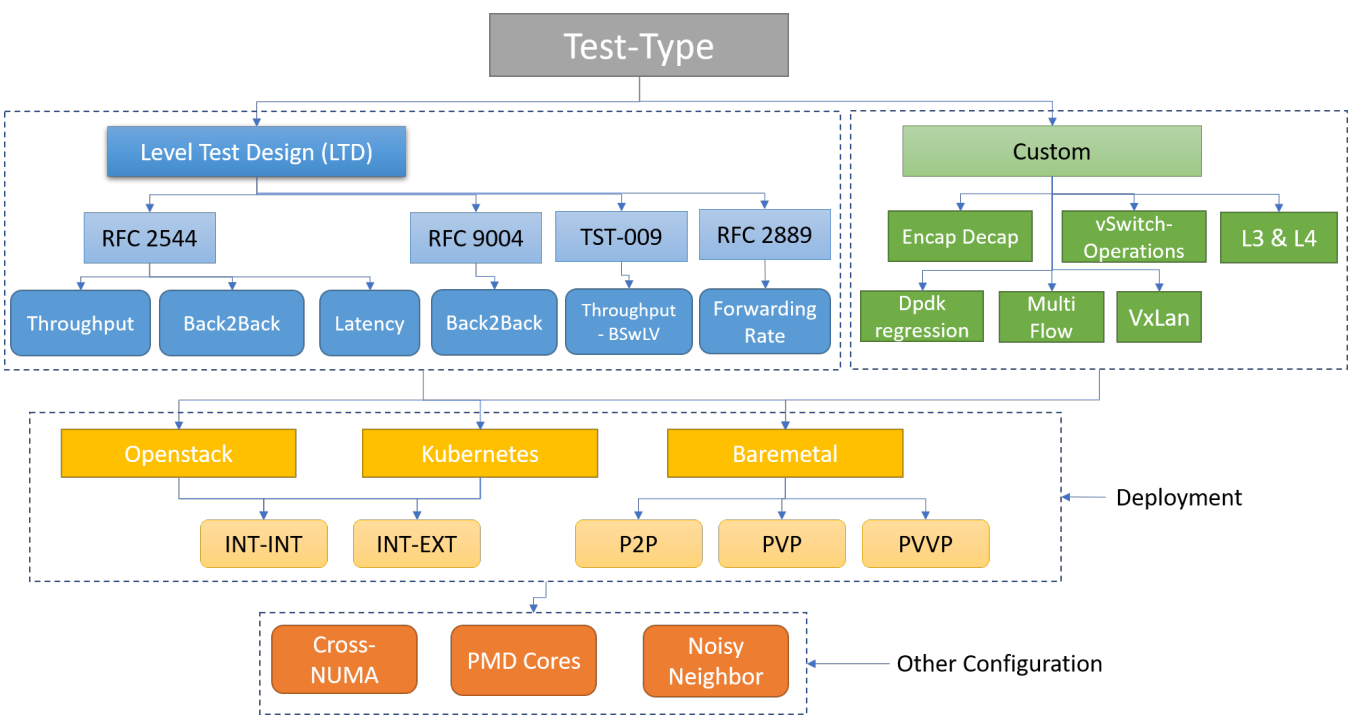 Test-Type
Level Test Design (LTD)
Custom
RFC 2544
RFC 9004
TST-009
RFC 2889
Encap Decap
vSwitch-
Operations
L3 & L4
Throughput
Back2Back
Latency
Back2Back
Throughput
- BSwLV
Forwarding
Rate
Dpdk
regression
Multi
Flow
VxLan
Openstack
Kubernetes
Baremetal
Deployment
INT-INT
INT-EXT
P2P
PVP
PVVP
Cross-
NUMA
PMD Cores
Noisy
Neighbor
Other Configuration